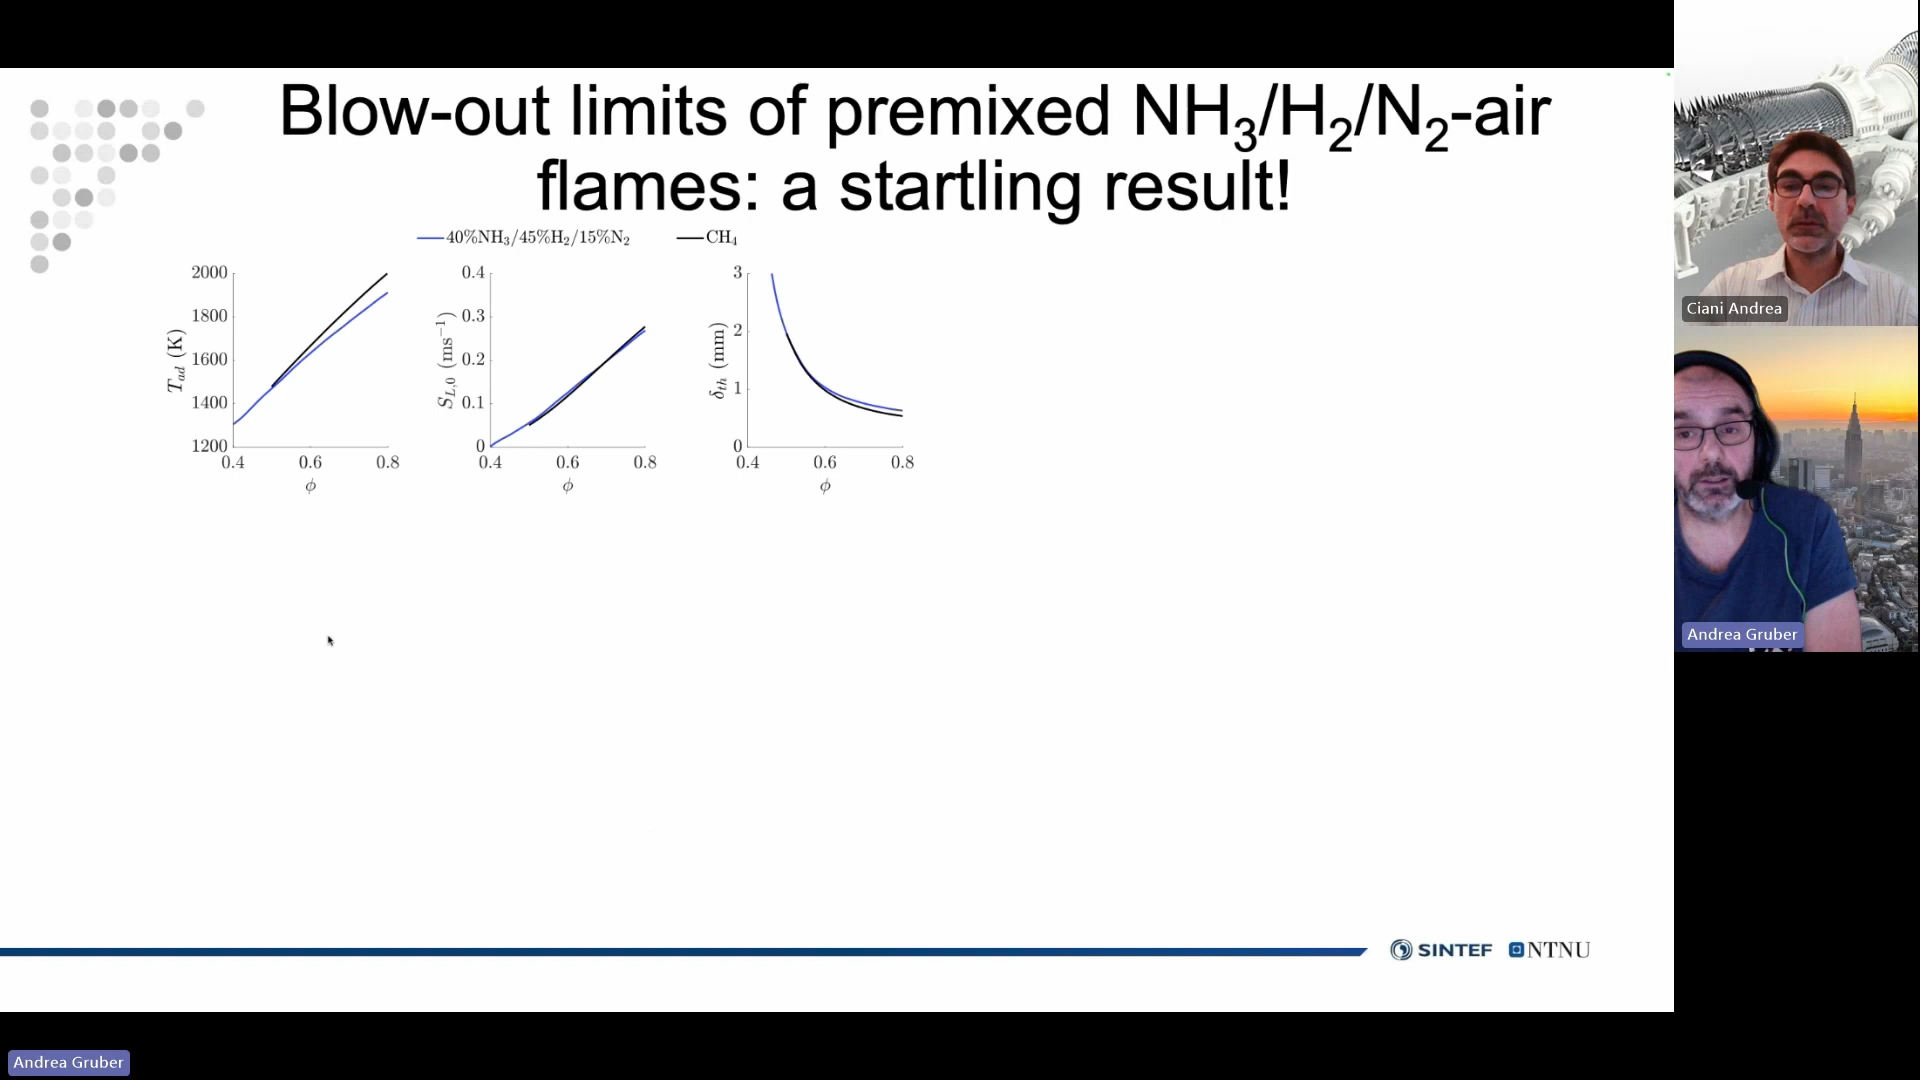 Blow-out limits of premixed NH₃/H₂/N₂-air
flames: a startling result!
40%NH₃/45%H₂/15%N₂ CH₄
2000
1800
1600
1400
1200
T_ad (K)
0.4 0.6 0.8
ϕ
0.4
0.3
0.2
0.1
0
S_L,0 (ms⁻¹)
0.4 0.6 0.8
ϕ
3
2
1
0
δ_th (mm)
0.4 0.6 0.8
ϕ
SINTEF NTNU
Ciani Andrea
Andrea Gruber
Andrea Gruber